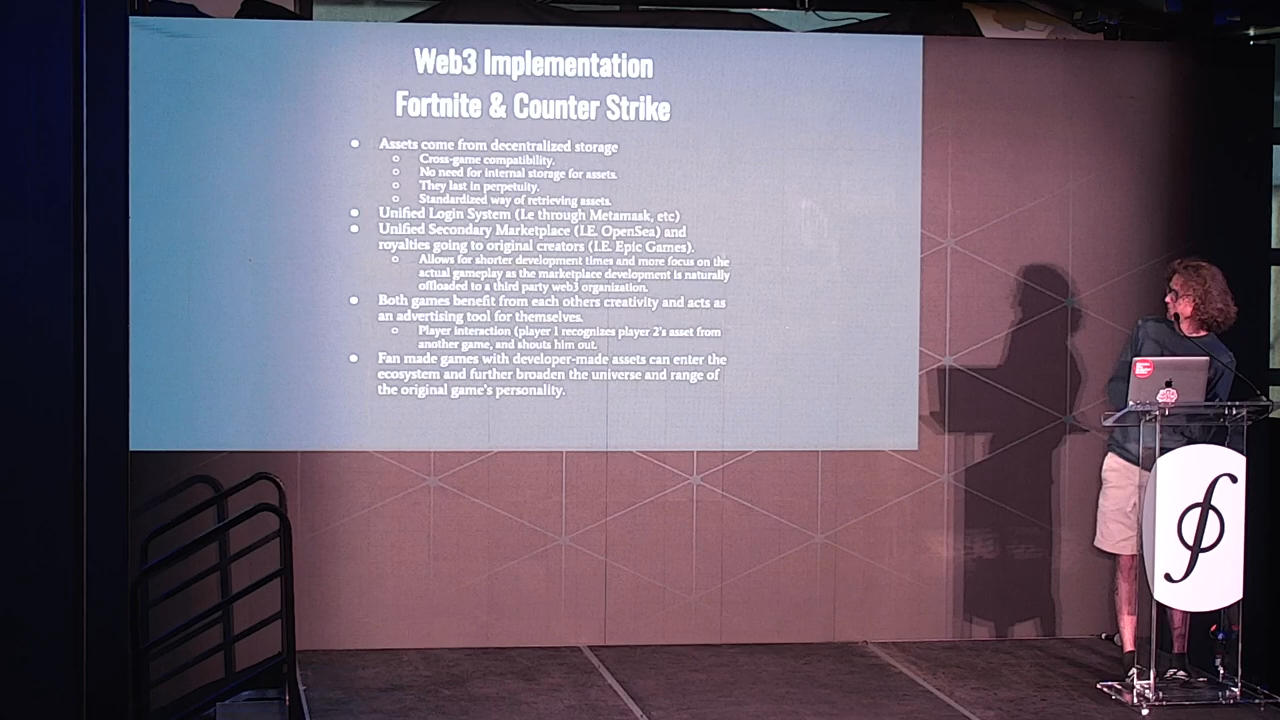 Web3 Implementation
Fortnite & Counter Strike
● Assets come from decentralized storage
○ Cross-game compatibility.
○ No need for internal storage for assets.
○ They last in perpetuity.
○ Standardized way of retrieving assets.
● Unified Login System (I.e through Metamask, etc)
● Unified Secondary Marketplace (I.E. OpenSea) and
royalties going to original creators (I.E. Epic Games).
○ Allows for shorter development times and more focus on the
actual gameplay as the marketplace development is naturally
offloaded to a third party web3 organization.
● Both games benefit from each others creativity and acts as
an advertising tool for themselves.
○ Player interaction (player 1 recognizes player 2's asset from
another game, and shouts him out.
● Fan made games with developer-made assets can enter the
ecosystem and further broaden the universe and range of
the original game's personality.